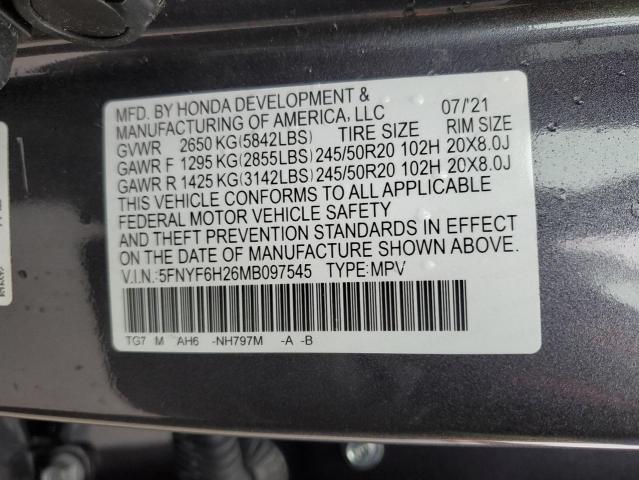 MFD. BY HONDA DEVELOPMENT &
MANUFACTURING OF AMERICA, LLC 07/'21
GVWR 2650 KG(5842LBS) TIRE SIZE RIM SIZE
GAWR F 1295 KG(2855LBS) 245/50R20 102H 20X8.0J
GAWR R 1425 KG(3142LBS) 245/50R20 102H 20X8.0J
THIS VEHICLE CONFORMS TO ALL APPLICABLE
FEDERAL MOTOR VEHICLE SAFETY
AND THEFT PREVENTION STANDARDS IN EFFECT
ON THE DATE OF MANUFACTURE SHOWN ABOVE.
V.I.N.:5FNYF6H26MB097545 TYPE:MPV
TG7 M AH6 -NH797M -A -B